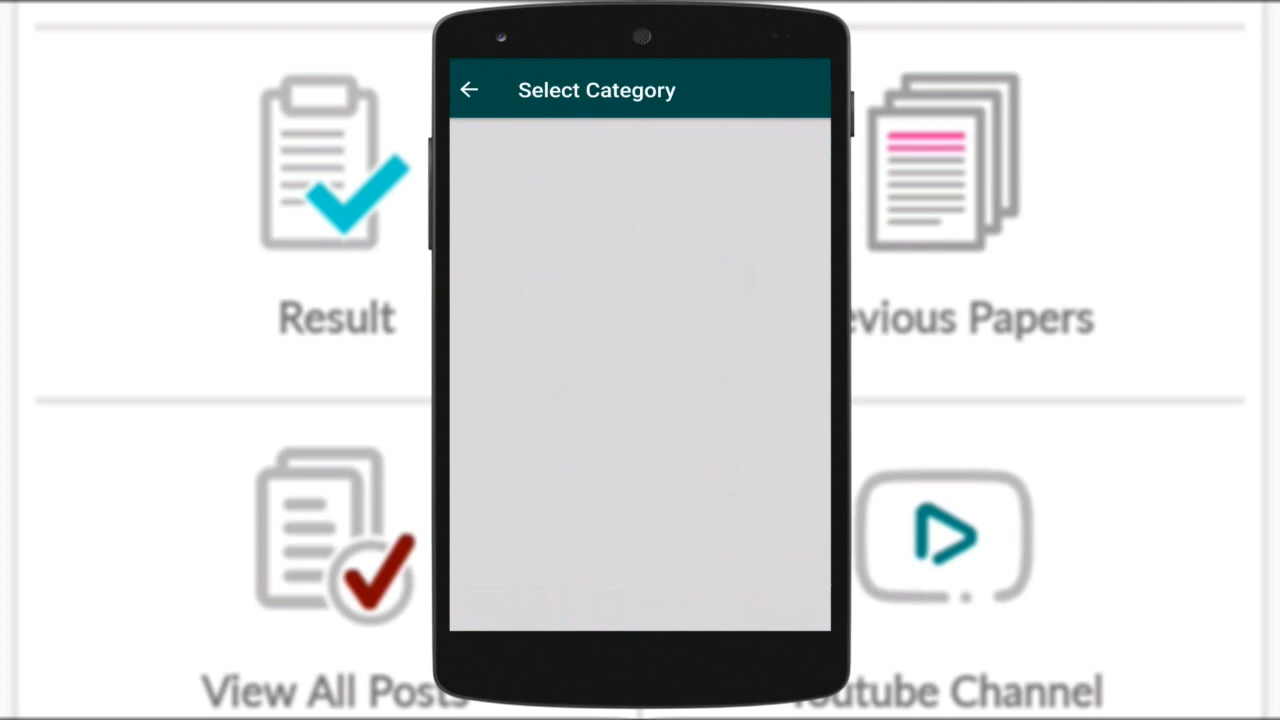 Select Category
Result
evious Papers
View All Posts
outube Channel